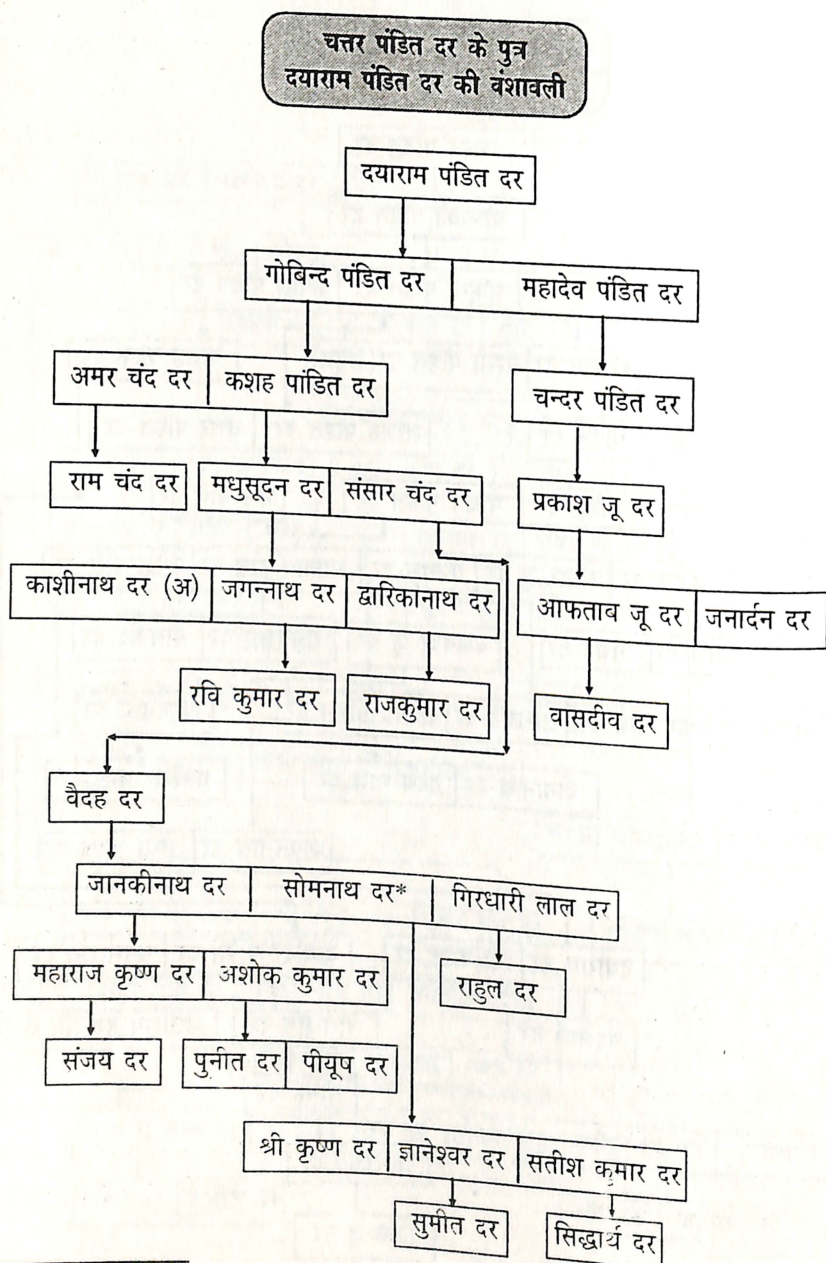 चत्तर पंडित दर के पुत्र
दयाराम पंडित दर की वंशावली
दयाराम पंडित दर
गोबिन्द पंडित दर महादेव पंडित दर
अमर चंद दर कशह पांडित दर चन्दर पंडित दर
राम चंद दर मधुसूदन दर संसार चंद दर प्रकाश जू दर
काशीनाथ दर (अ) जगन्नाथ दर द्वारिकानाथ दर आफताब जू दर जनार्दन दर
रवि कुमार दर राजकुमार दर वासदीव दर
वैदह दर
जानकीनाथ दर सोमनाथ दर* गिरधारी लाल दर
महाराज कृष्ण दर अशोक कुमार दर राहुल दर
संजय दर पुनीत दर पीयूष दर
श्री कृष्ण दर ज्ञानेश्वर दर सतीश कुमार दर
सुमीत दर सिद्धार्थ दर